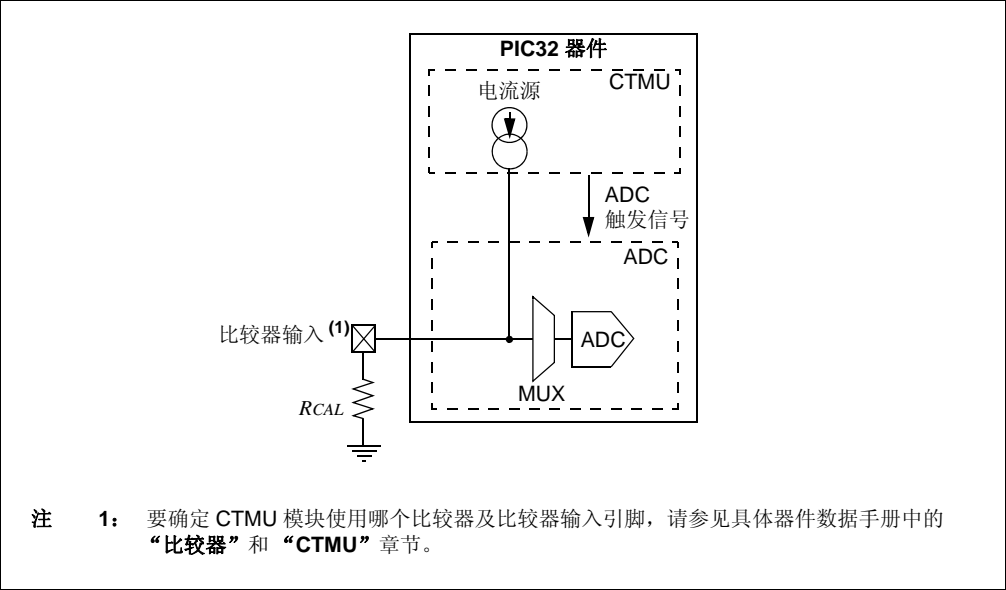 PIC32 器件
CTMU
电流源
ADC
触发信号
ADC
比较器输入 (1)
ADC
MUX
RCAL
注 1： 要确定 CTMU 模块使用哪个比较器及比较器输入引脚，请参见具体器件数据手册中的
“比较器”和 “CTMU”章节。